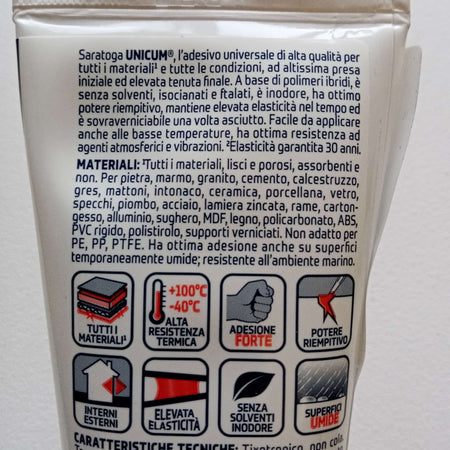 Saratoga UNICUM®, l'adesivo universale di alta qualità per
tutti i materiali¹ e tutte le condizioni, ad altissima presa
iniziale ed elevata tenuta finale. A base di polimeri ibridi, è
senza solventi, isocianati e ftalati, è inodore, ha ottimo
potere riempitivo, mantiene elevata elasticità nel tempo ed
è sovraverniciabile una volta asciutto. Facile da applicare
anche alle basse temperature, ha ottima resistenza ad
agenti atmosferici e vibrazioni. ²Elasticità garantita 30 anni.
MATERIALI: ¹Tutti i materiali, lisci e porosi, assorbenti e
non. Per pietra, marmo, granito, cemento, calcestruzzo,
gres, mattoni, intonaco, ceramica, porcellana, vetro,
specchi, piombo, acciaio, lamiera zincata, rame, carton-
gesso, alluminio, sughero, MDF, legno, policarbonato, ABS,
PVC rigido, polistirolo, supporti verniciati. Non adatto per
PE, PP, PTFE. Ha ottima adesione anche su superfici
temporaneamente umide; resistente all'ambiente marino.
TUTTI I
MATERIALI¹
+100°C
-40°C
ALTA
RESISTENZA
TERMICA
ADESIONE
FORTE
POTERE
RIEMPITIVO
INTERNI
ESTERNI
ELEVATA
ELASTICITÀ
SENZA
SOLVENTI
INODORE
SUPERFICI
UMIDE
CARATTERISTICHE TECNICHE: Tixotropico, non cola.